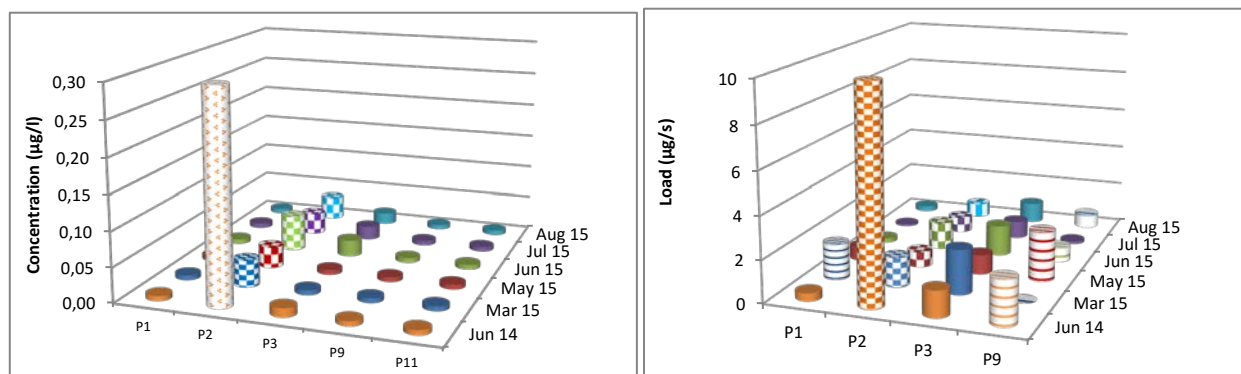 Concentration (µg/l)
0,30
0,25
0,20
0,15
0,10
0,05
0,00
P1
P2
P3
P9
P11
Jun 14
Mar 15
May 15
Jun 15
Jul 15
Aug 15
Load (µg/s)
10
8
6
4
2
0
P1
P2
P3
P9
Jun 14
Mar 15
May 15
Jun 15
Jul 15
Aug 15